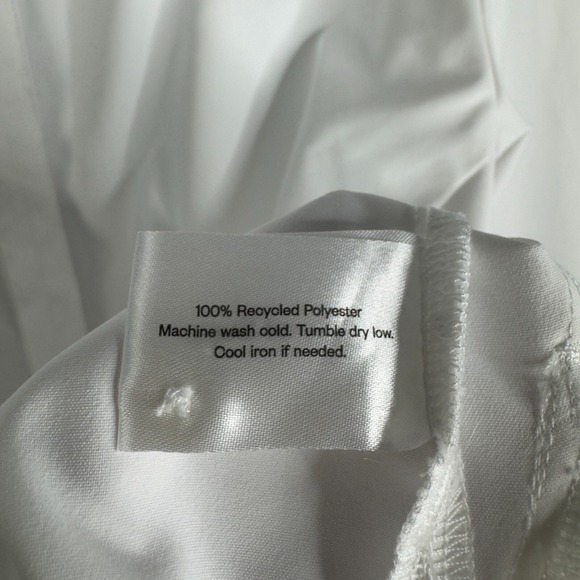 100% Recycled Polyester
Machine wash cold. Tumble dry low.
Cool iron if needed.